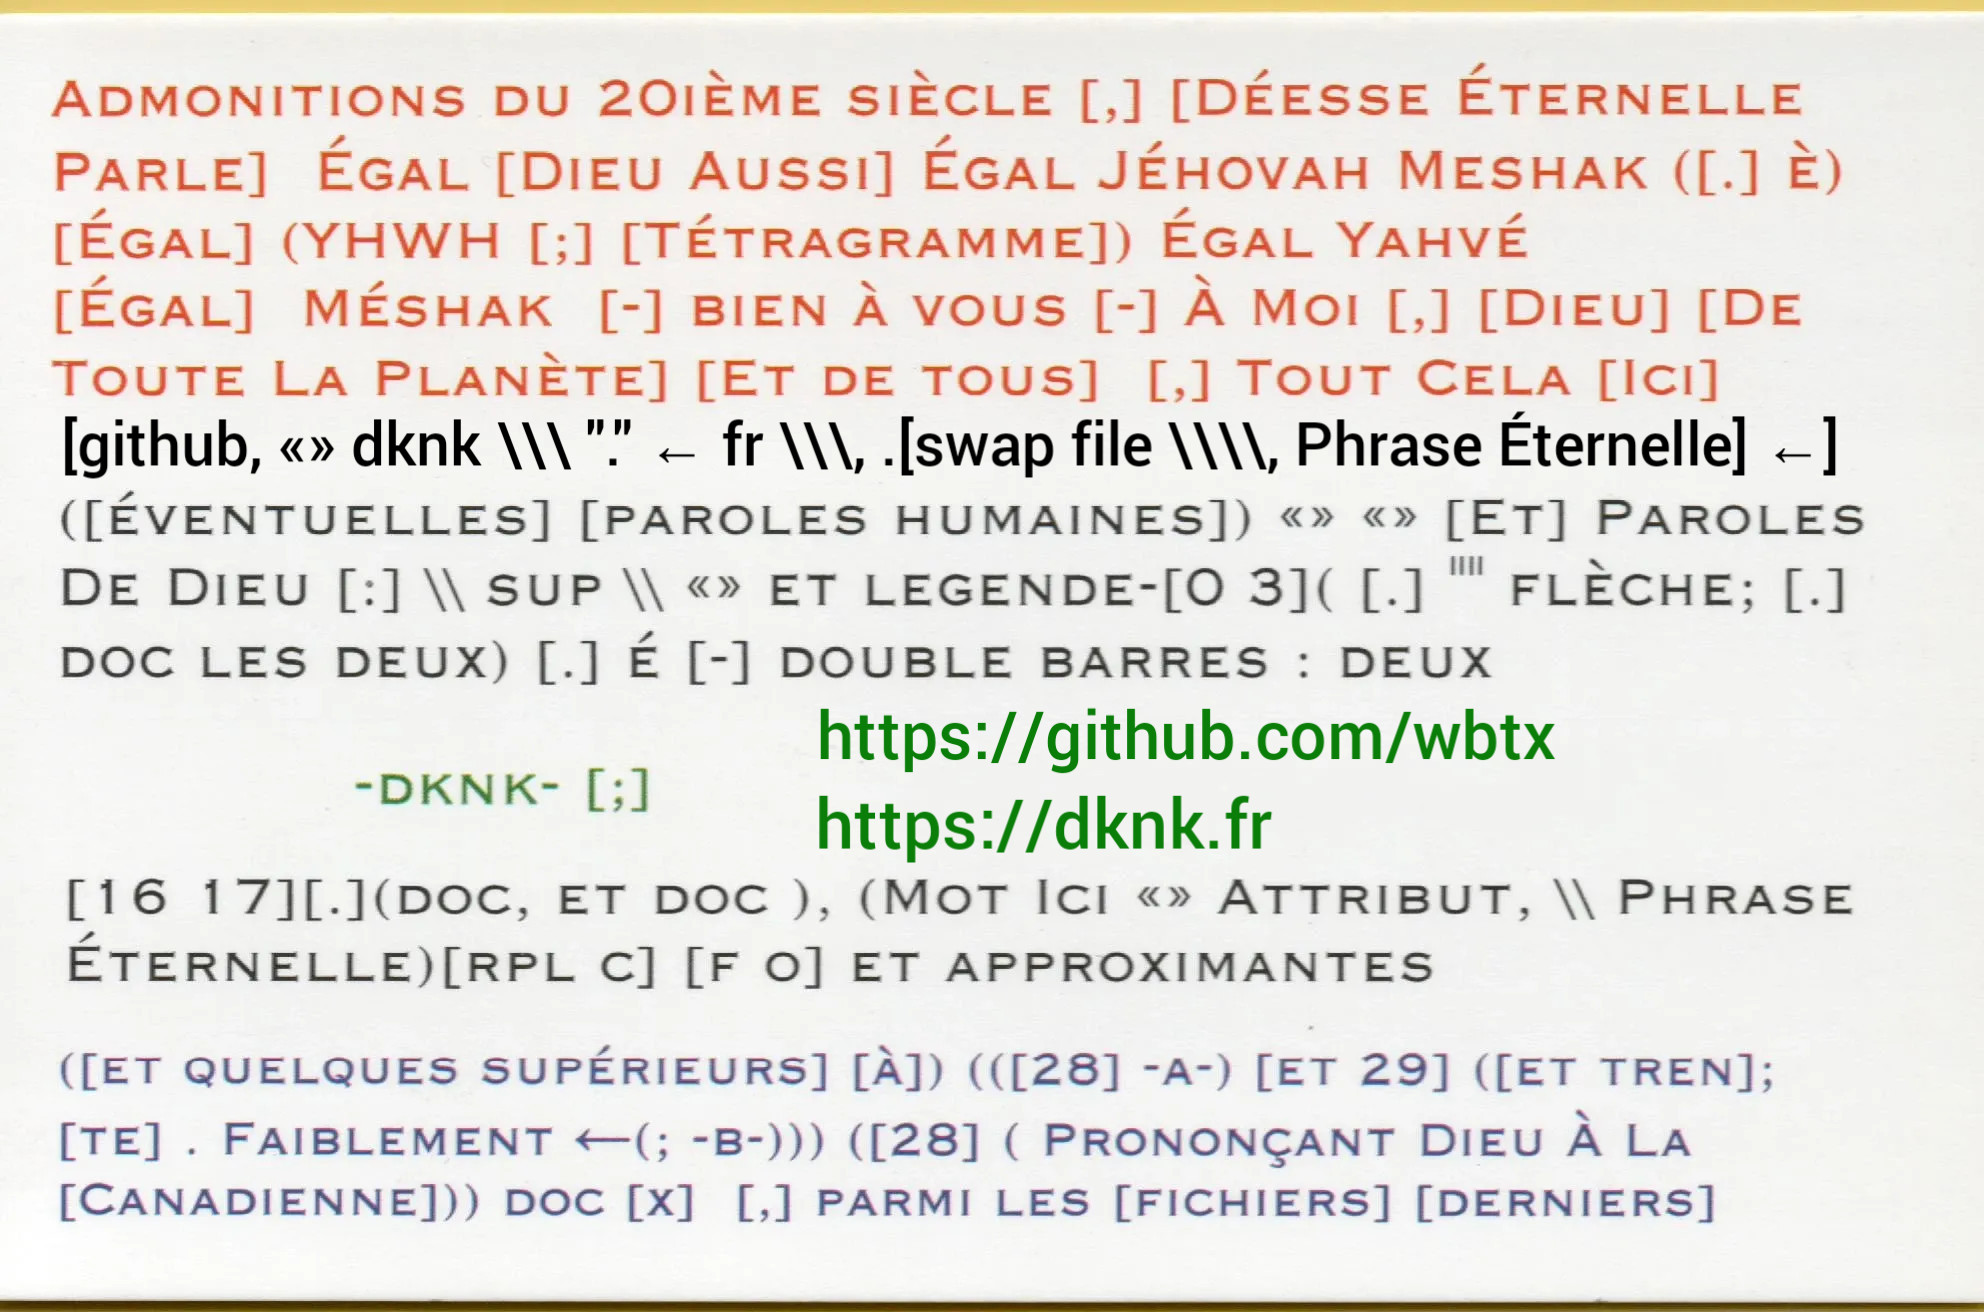 Admonitions du 20ième siècle [,] [Déesse Éternelle
Parle] Égal [Dieu Aussi] Égal Jéhovah Meshak ([.] è)
[Égal] (YHWH [;] [Tétragramme]) Égal Yahvé
[Égal] Méshak [-] bien à vous [-] À Moi [,] [Dieu] [De
Toute La Planète] [Et de tous] [,] Tout Cela [Ici]
[github, «» dknk \\\ "." ← fr \\\, .[swap file \\\\, Phrase Éternelle] ←]
([éventuelles] [paroles humaines]) «» «» [Et] Paroles
De Dieu [:] \\ sup \\ «» et legende-[0 3]( [.] '''' flèche; [.]
doc les deux) [.] é [-] double barres : deux
https://github.com/wbtx
-dknk- [;]
https://dknk.fr
[16 17][.](doc, et doc ), (Mot Ici «» Attribut, \\ Phrase
Éternelle)[rpl c] [f o] et approximantes
([et quelques supérieurs] [à]) (([28] -a-) [et 29] ([et tren];
[te] . Faiblement ←(; -b-))) ([28] ( Prononçant Dieu À La
[Canadienne])) doc [x] [,] parmi les [fichiers] [derniers]